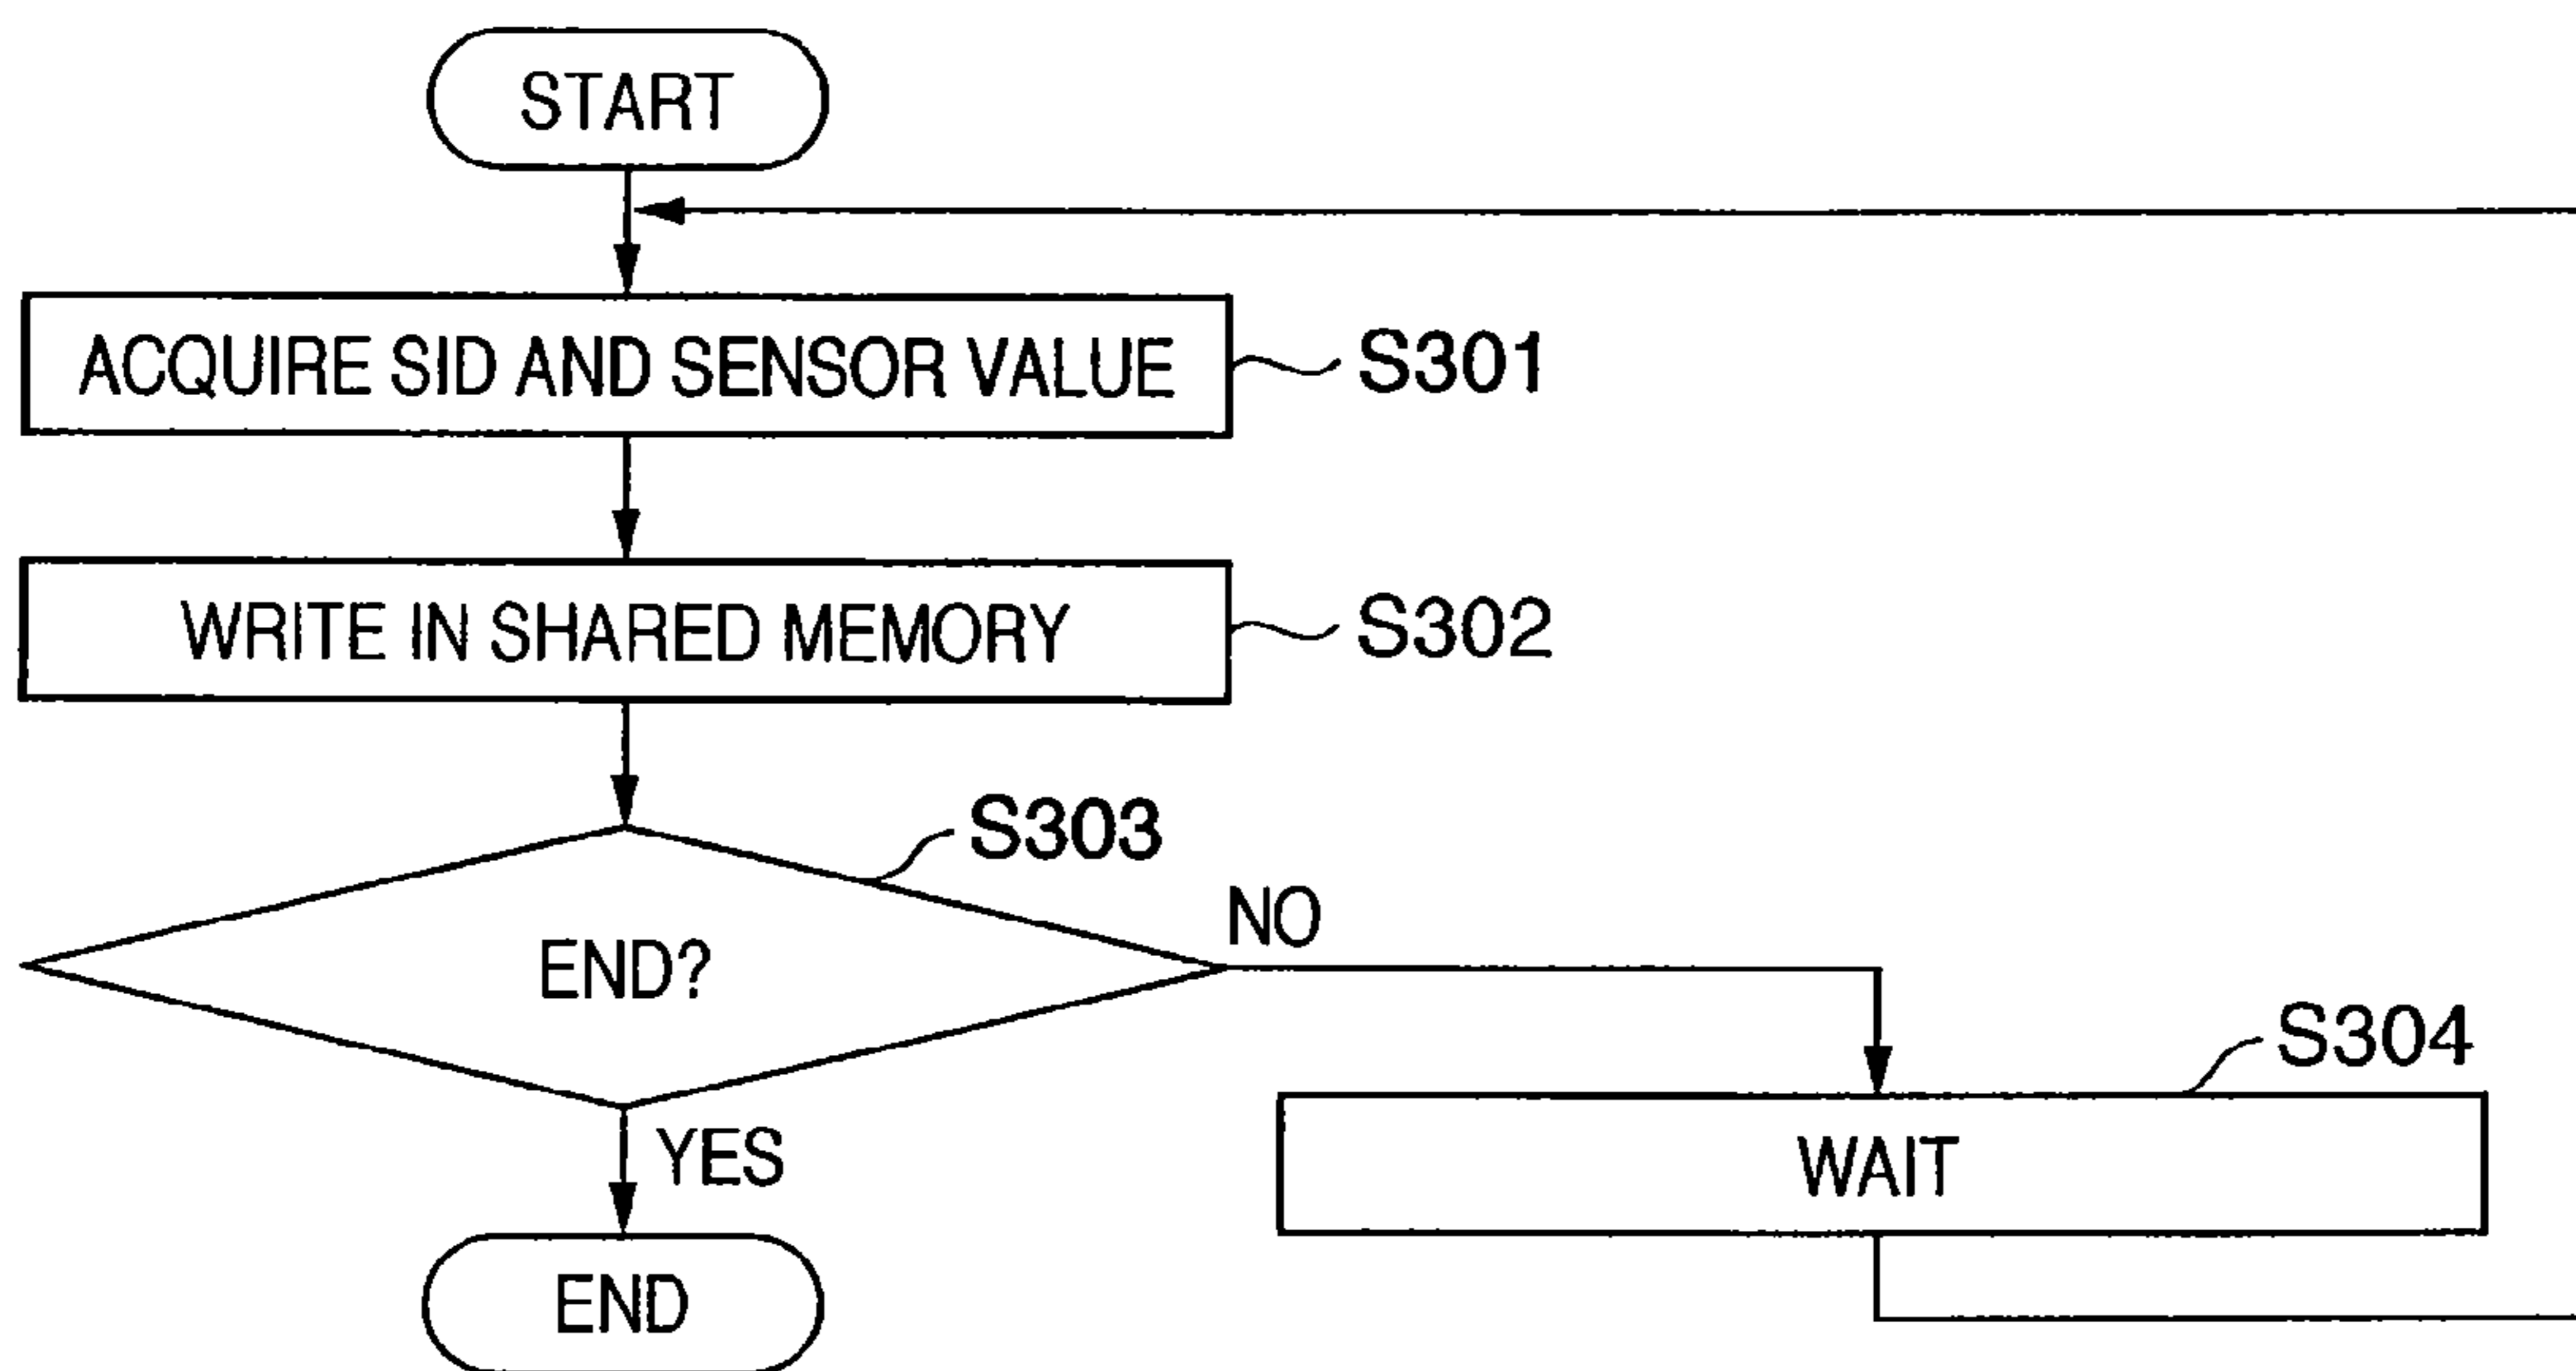 START
ACQUIRE SID AND SENSOR VALUE
S301
WRITE IN SHARED MEMORY
S302
S303
END?
NO
S304
WAIT
YES
END